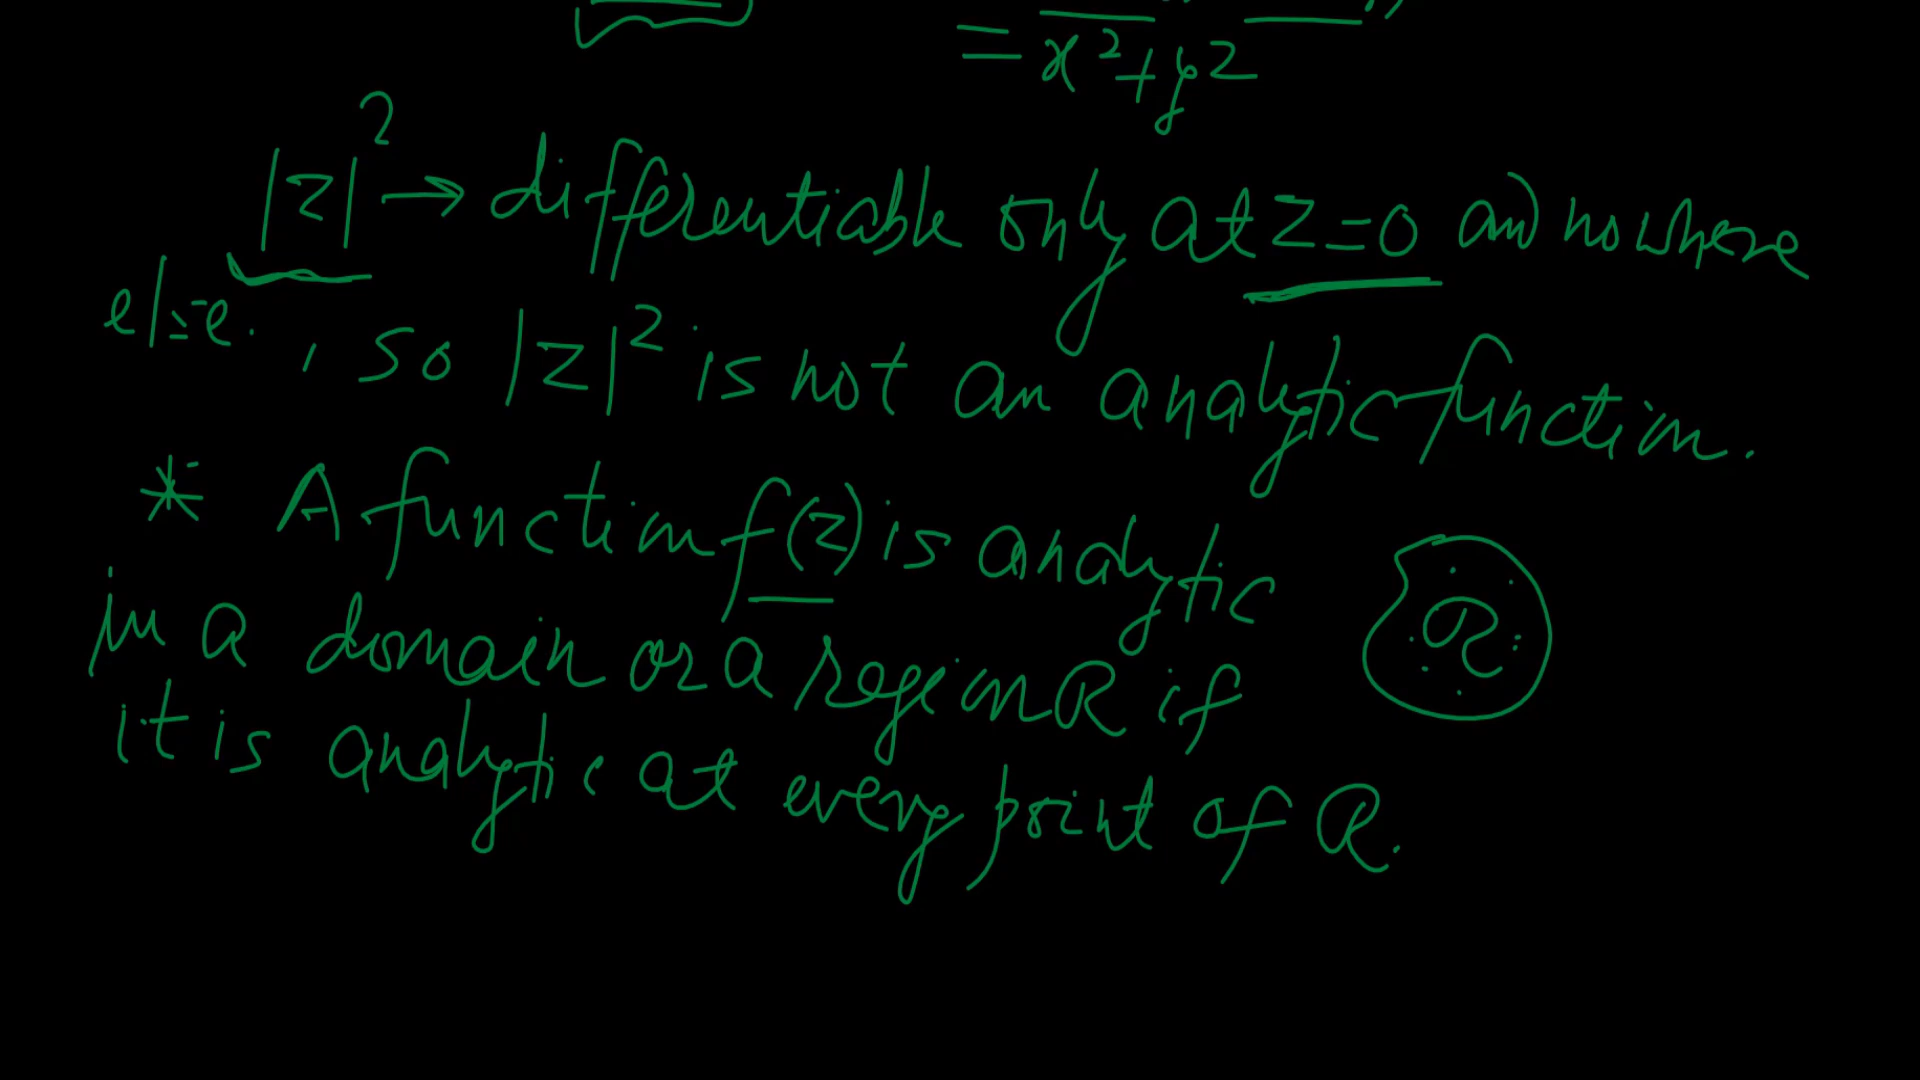 = x²+y²
|z|² → differentiable only at z=0 and nowhere
else. , so |z|² is not an analytic function.
* A function f(z) is analytic
in a domain or a region R if
it is analytic at every point of R.
R